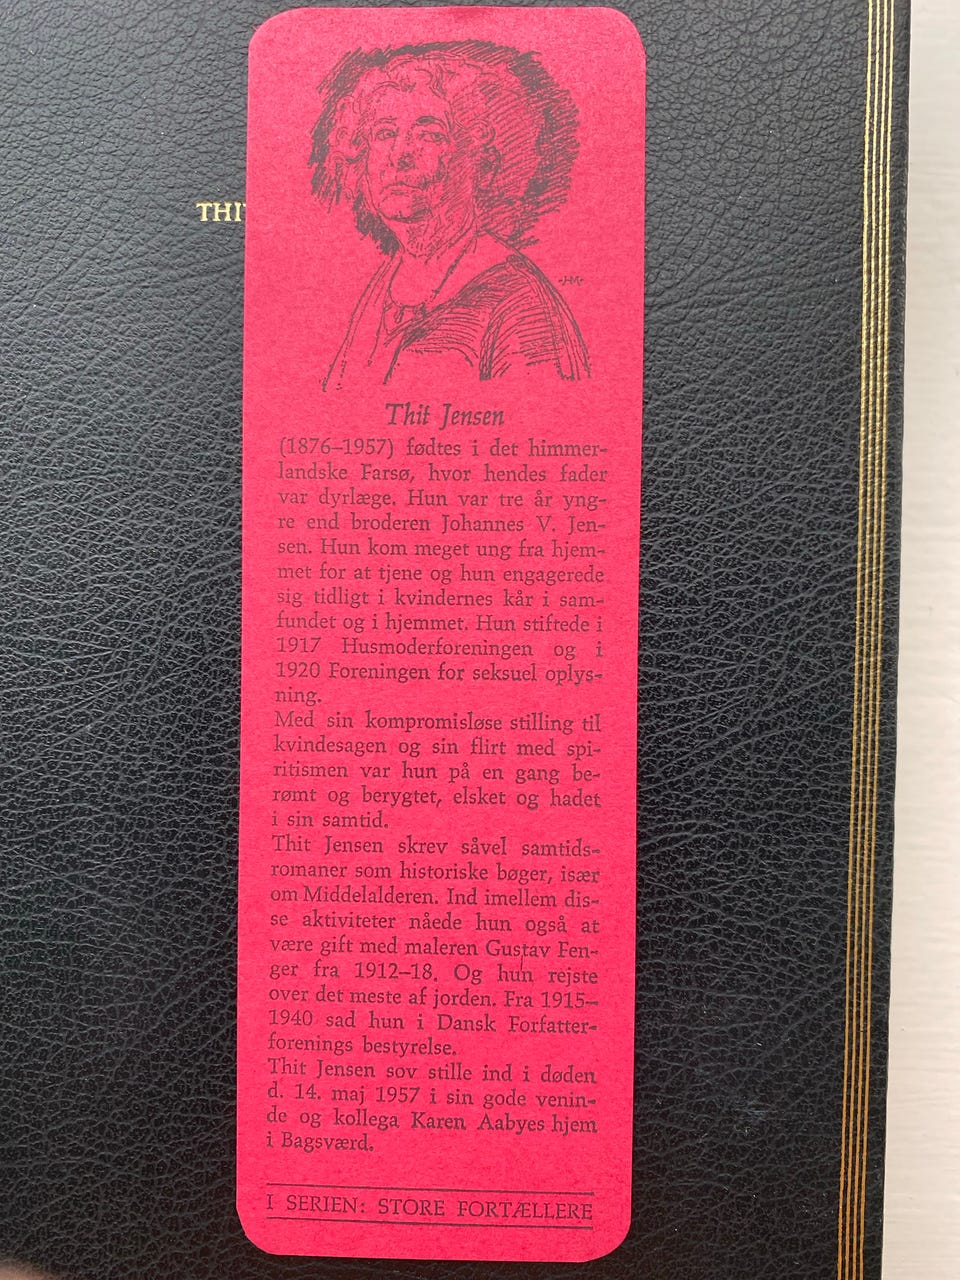 THI
-J-M-
Thit Jensen
(1876–1957) fødtes i det himmer-
landske Farsø, hvor hendes fader
var dyrlæge. Hun var tre år yng-
re end broderen Johannes V. Jen-
sen. Hun kom meget ung fra hjem-
met for at tjene og hun engagerede
sig tidligt i kvindernes kår i sam-
fundet og i hjemmet. Hun stiftede i
1917 Husmoderforeningen og i
1920 Foreningen for seksuel oplys-
ning.
Med sin kompromisløse stilling til
kvindesagen og sin flirt med spi-
ritismen var hun på en gang be-
rømt og berygtet, elsket og hadet
i sin samtid.
Thit Jensen skrev såvel samtids-
romaner som historiske bøger, især
om Middelalderen. Ind imellem dis-
se aktiviteter nåede hun også at
være gift med maleren Gustav Fen-
ger fra 1912–18. Og hun rejste
over det meste af jorden. Fra 1915–
1940 sad hun i Dansk Forfatter-
forenings bestyrelse.
Thit Jensen sov stille ind i døden
d. 14. maj 1957 i sin gode venin-
de og kollega Karen Aabyes hjem
i Bagsværd.
I SERIEN: STORE FORTÆLLERE